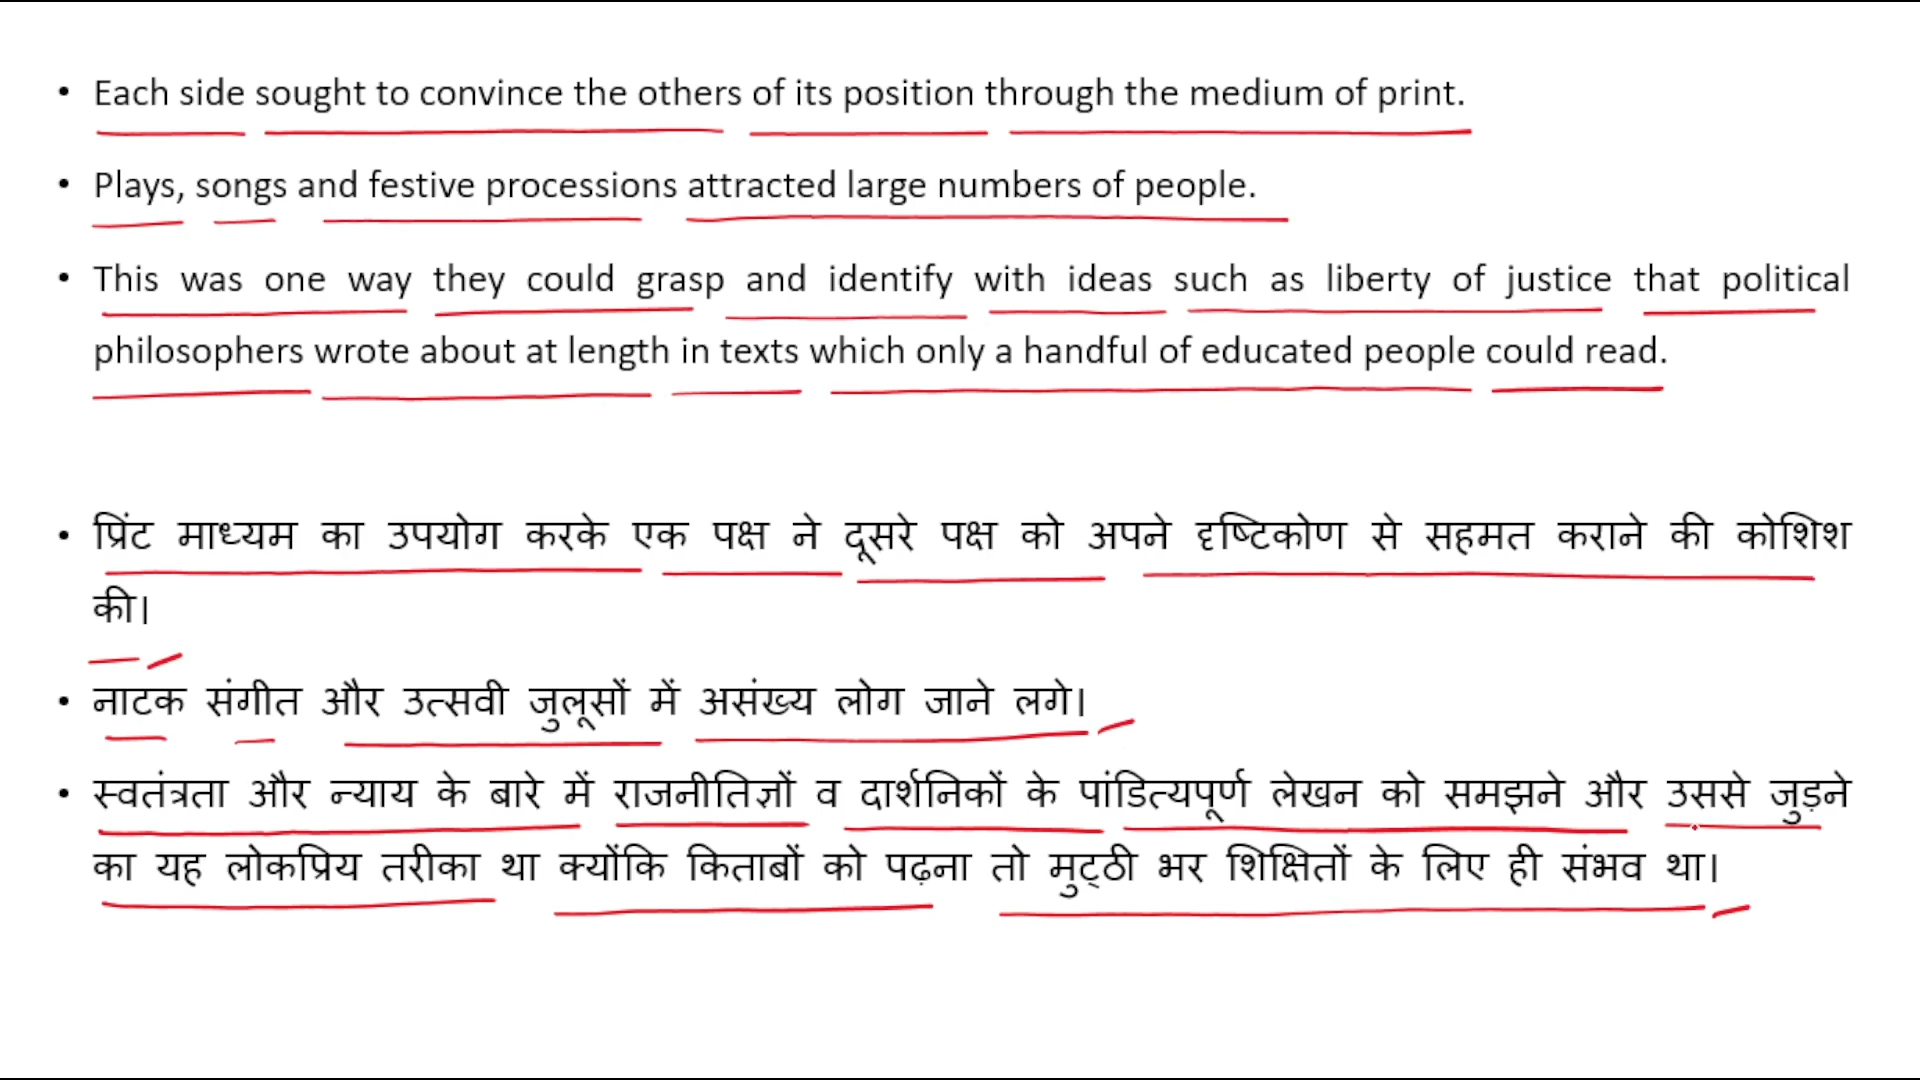 • Each side sought to convince the others of its position through the medium of print.
• Plays, songs and festive processions attracted large numbers of people.
• This was one way they could grasp and identify with ideas such as liberty of justice that political
philosophers wrote about at length in texts which only a handful of educated people could read.
• प्रिंट माध्यम का उपयोग करके एक पक्ष ने दूसरे पक्ष को अपने दृष्टिकोण से सहमत कराने की कोशिश
की।
• नाटक संगीत और उत्सवी जुलूसों में असंख्य लोग जाने लगे।
• स्वतंत्रता और न्याय के बारे में राजनीतिज्ञों व दार्शनिकों के पांडित्यपूर्ण लेखन को समझने और उससे जुड़ने
का यह लोकप्रिय तरीका था क्योंकि किताबों को पढ़ना तो मुट्ठी भर शिक्षितों के लिए ही संभव था।